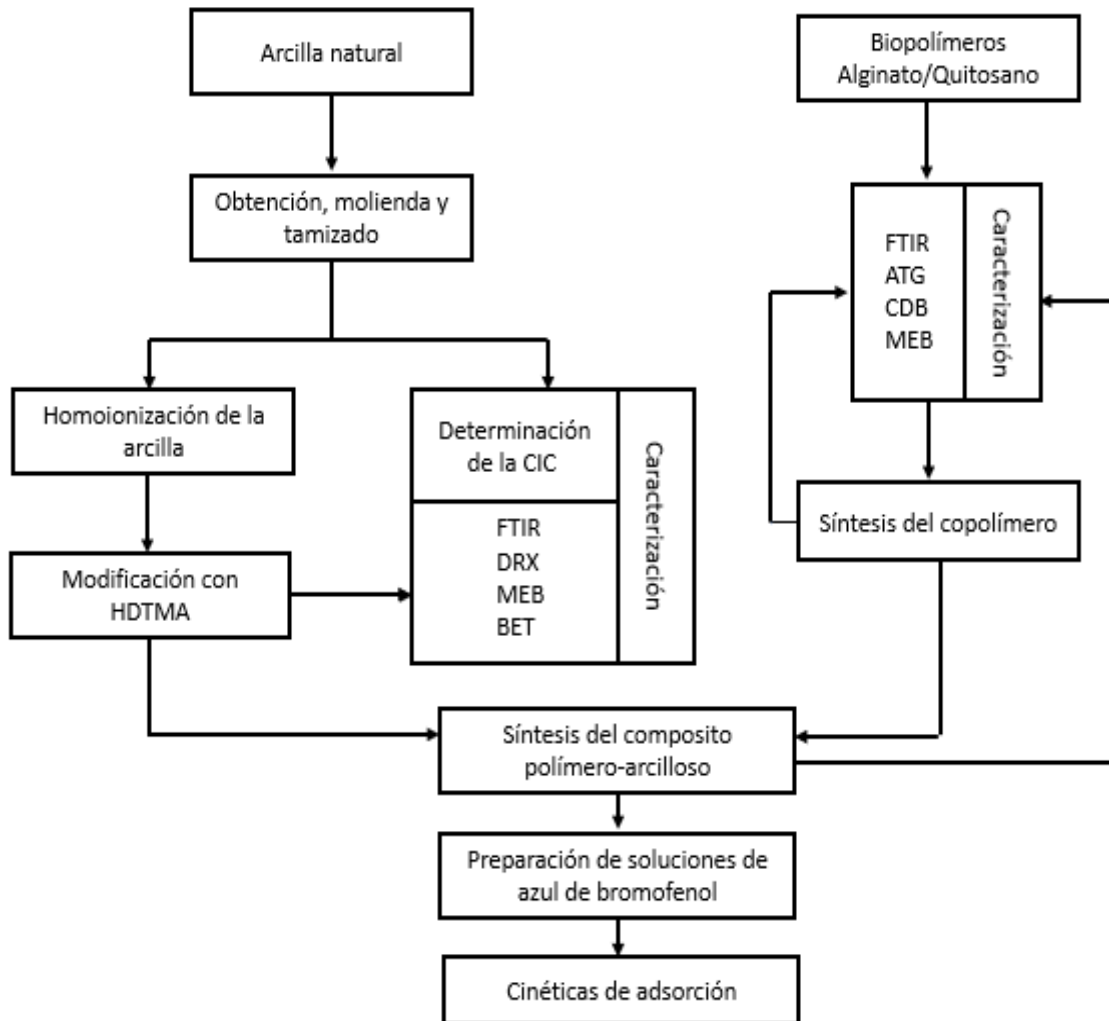 Arcilla natural
Obtención, molienda y
tamizado
Homoionización de la
arcilla
Modificación con
HDTMA
Determinación
de la CIC
FTIR
DRX
MEB
BET
Caracterización
Biopolímeros
Alginato/Quitosano
FTIR
ATG
CDB
MEB
Caracterización
Síntesis del copolímero
Síntesis del composito
polímero-arcilloso
Preparación de soluciones de
azul de bromofenol
Cinéticas de adsorción